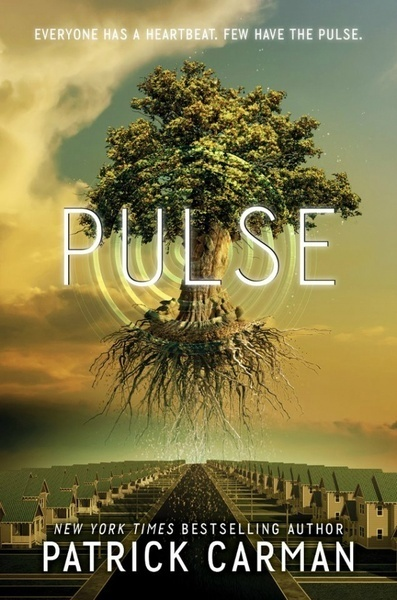 EVERYONE HAS A HEARTBEAT. FEW HAVE THE PULSE.
PULSE
NEW YORK TIMES BESTSELLING AUTHOR
PATRICK CARMAN